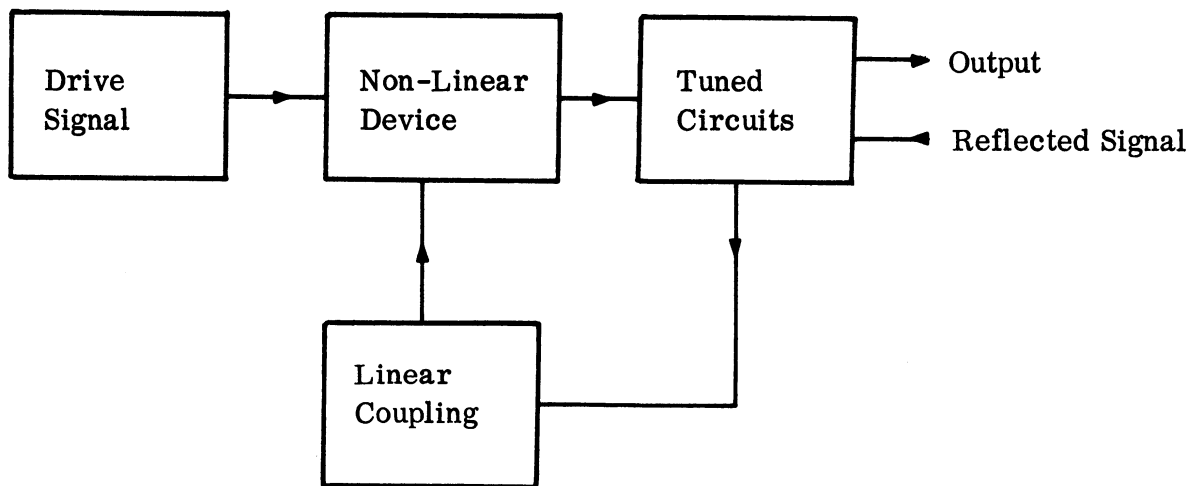 Drive
Signal
Non-Linear
Device
Tuned
Circuits
Output
Reflected Signal
Linear
Coupling